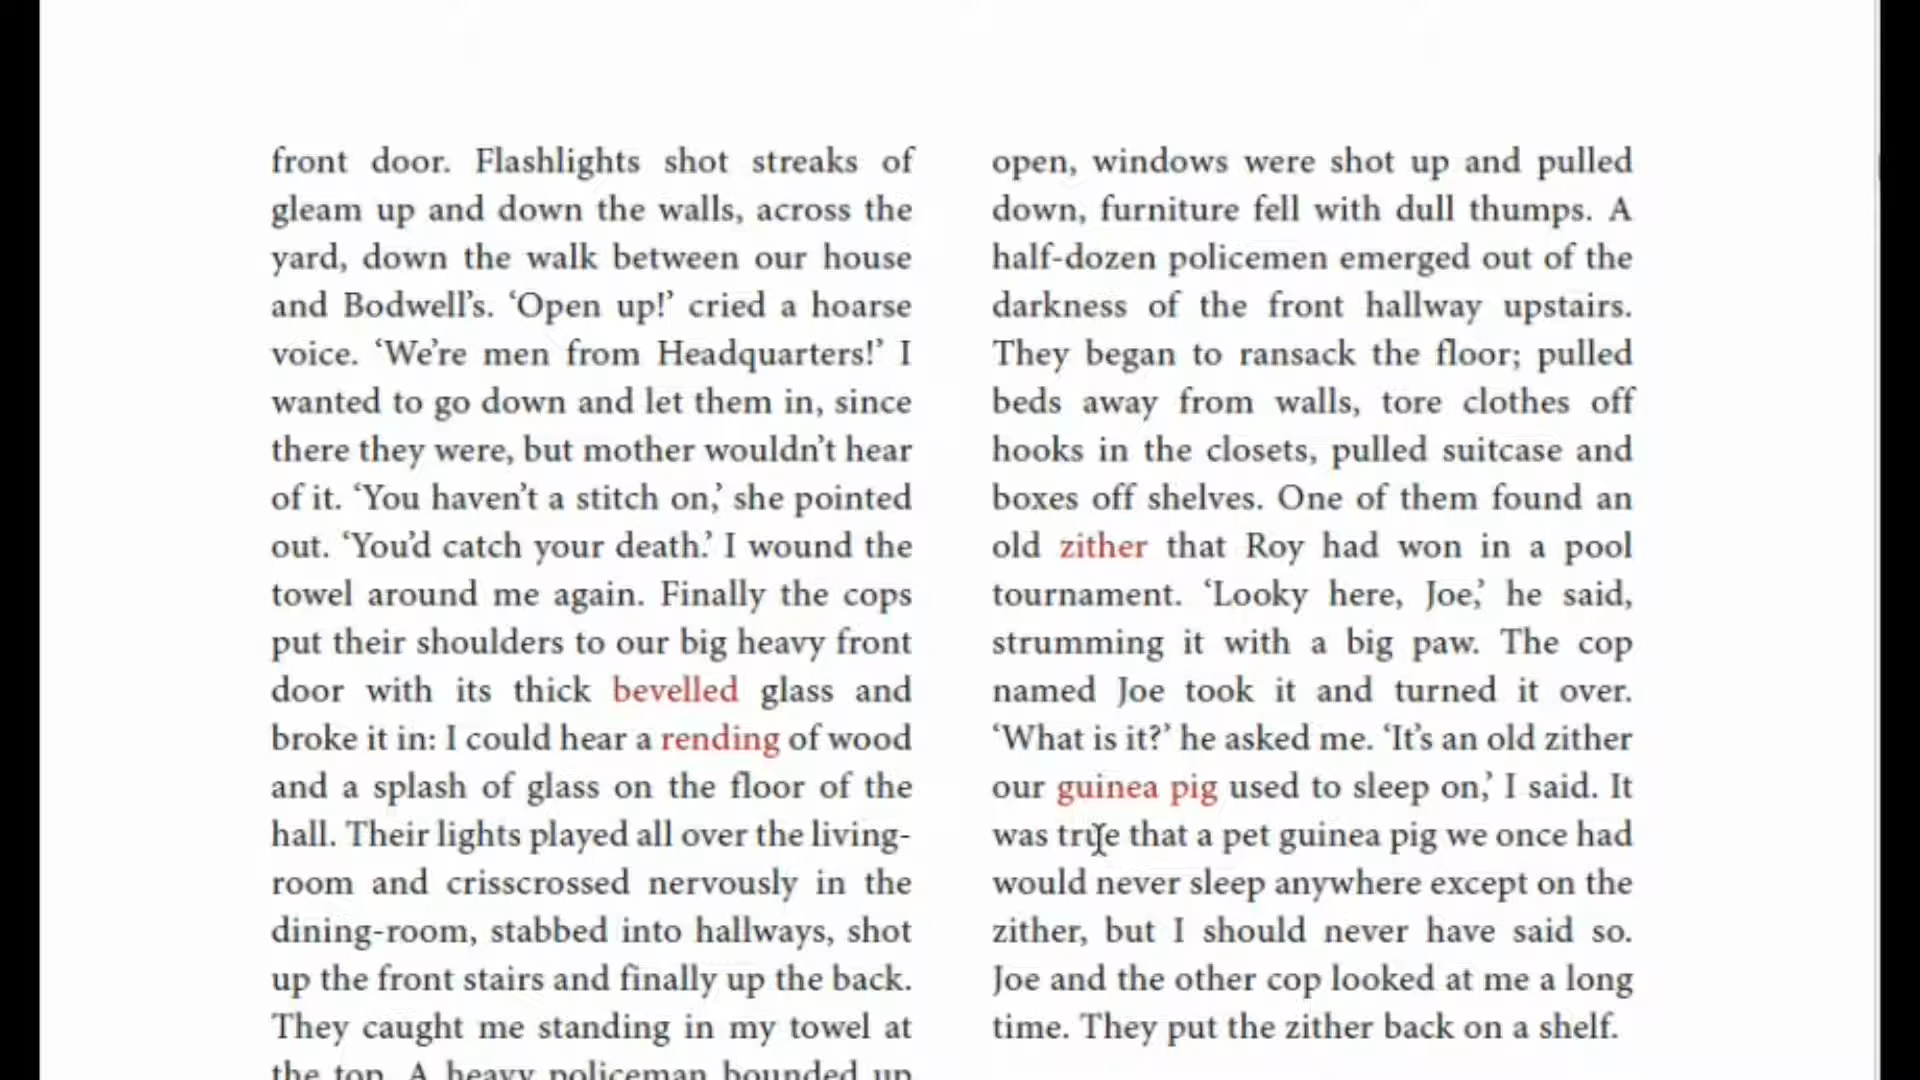 front door. Flashlights shot streaks of
gleam up and down the walls, across the
yard, down the walk between our house
and Bodwell’s. ‘Open up!’ cried a hoarse
voice. ‘We’re men from Headquarters!’ I
wanted to go down and let them in, since
there they were, but mother wouldn’t hear
of it. ‘You haven’t a stitch on,’ she pointed
out. ‘You’d catch your death.’ I wound the
towel around me again. Finally the cops
put their shoulders to our big heavy front
door with its thick bevelled glass and
broke it in: I could hear a rending of wood
and a splash of glass on the floor of the
hall. Their lights played all over the living-
room and crisscrossed nervously in the
dining-room, stabbed into hallways, shot
up the front stairs and finally up the back.
They caught me standing in my towel at
the top. A heavy policeman bounded up
open, windows were shot up and pulled
down, furniture fell with dull thumps. A
half-dozen policemen emerged out of the
darkness of the front hallway upstairs.
They began to ransack the floor; pulled
beds away from walls, tore clothes off
hooks in the closets, pulled suitcase and
boxes off shelves. One of them found an
old zither that Roy had won in a pool
tournament. ‘Looky here, Joe,’ he said,
strumming it with a big paw. The cop
named Joe took it and turned it over.
‘What is it?’ he asked me. ‘It’s an old zither
our guinea pig used to sleep on,’ I said. It
was true that a pet guinea pig we once had
would never sleep anywhere except on the
zither, but I should never have said so.
Joe and the other cop looked at me a long
time. They put the zither back on a shelf.